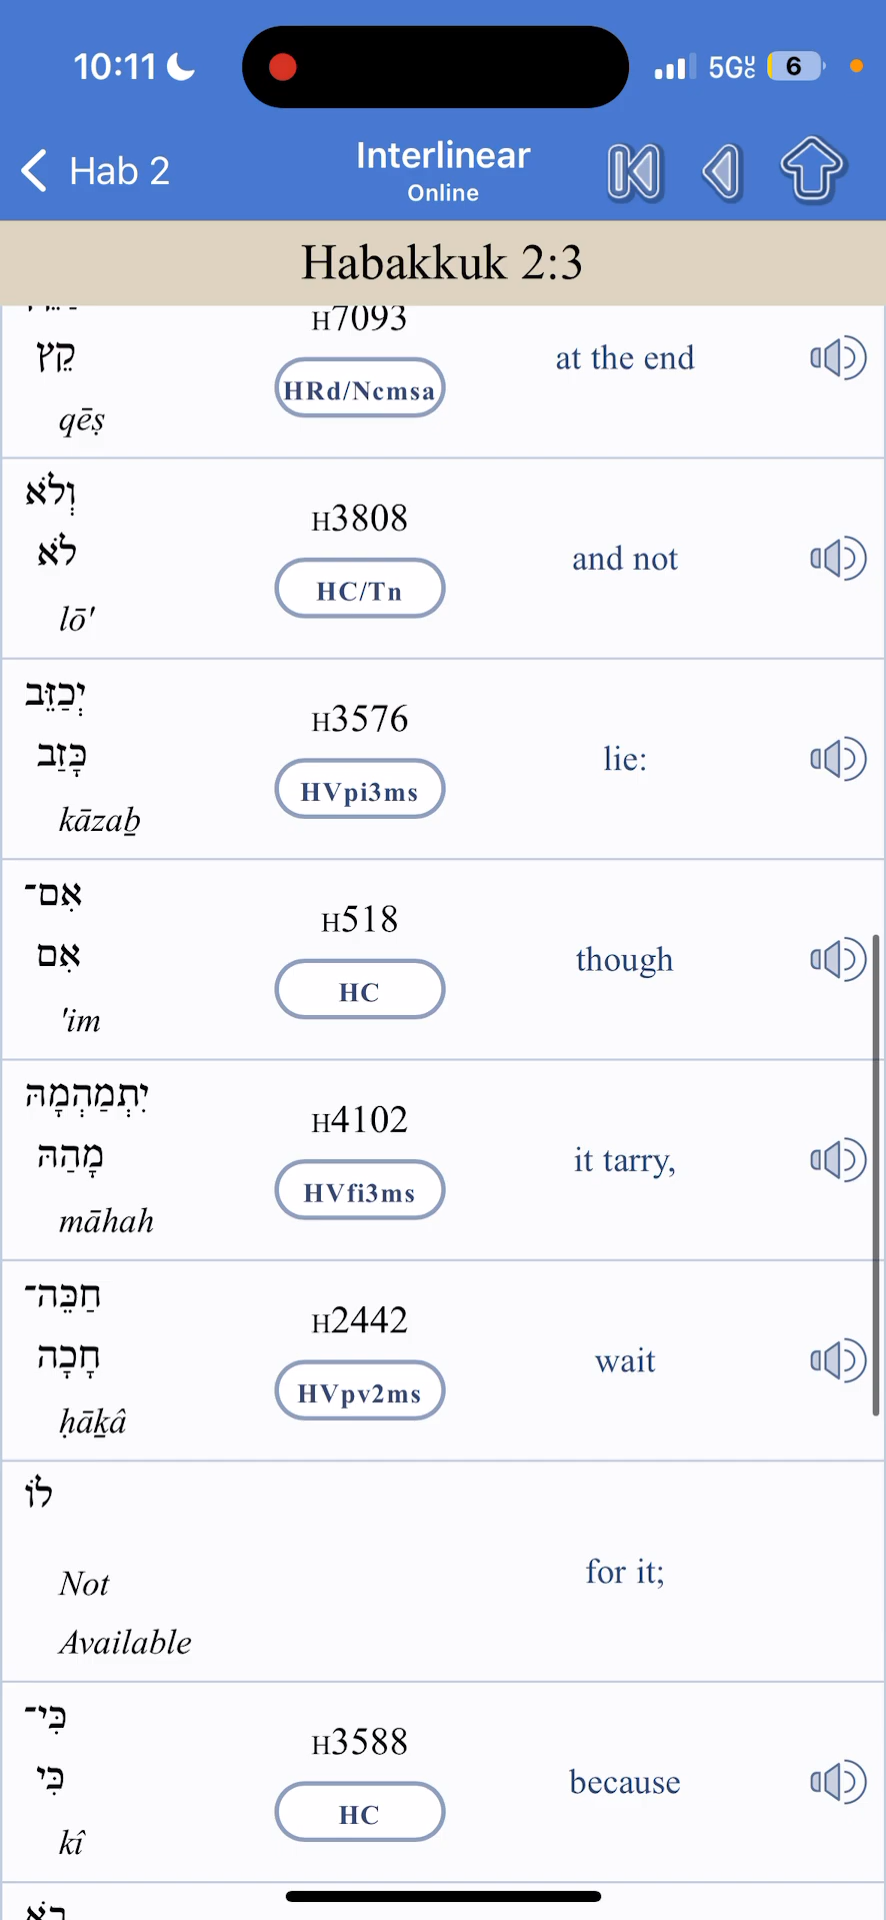 10:11
5G
6
Hab 2
Interlinear
Online
Habakkuk 2:3
קֵץ
qēṣ
H7093
HRd/Ncmsa
at the end
וְלֹא
לֹא
lō'
H3808
HC/Tn
and not
יְכַזֵּב
כָּזַב
kāzaḇ
H3576
HVpi3ms
lie:
אִם־
אִם
'im
H518
HC
though
יִתְמַהְמָהּ
מָהַהּ
māhah
H4102
HVfi3ms
it tarry,
חַכֵּה־
חָכָה
ḥāḵâ
H2442
HVpv2ms
wait
לוֹ
Not
Available
for it;
כִּי־
כִּי
kî
H3588
HC
because